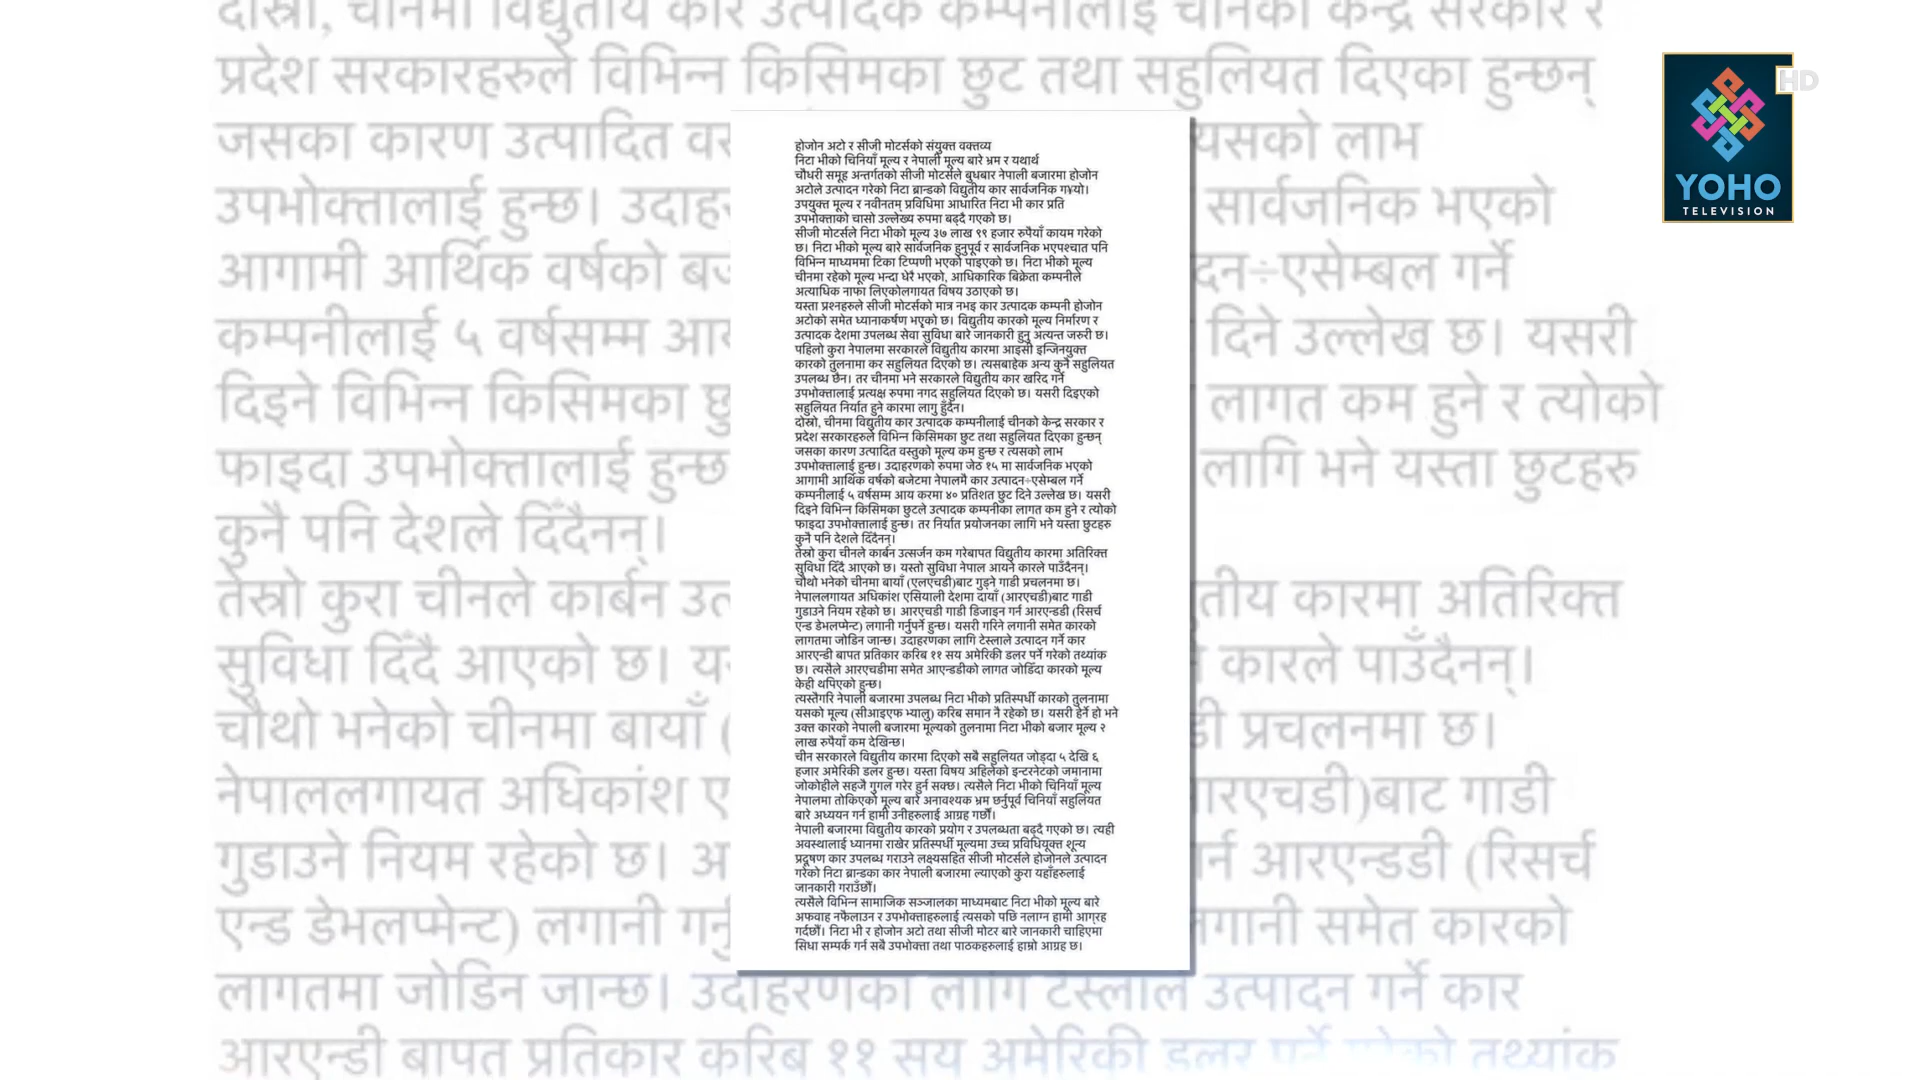 होजोन अटो र सीजी मोटर्सको संयुक्त वक्तव्य
निटा भीको चिनियाँ मूल्य र नेपाली मूल्य बारे भ्रम र यथार्थ
चौधरी समूह अन्तर्गतको सीजी मोटर्सले बुधबार नेपाली बजारमा होजोन
अटोले उत्पादन गरेको निटा ब्रान्डको विद्युतीय कार सार्वजनिक ग¥यो।
उपयुक्त मूल्य र नवीनतम् प्रविधिमा आधारित निटा भी कार प्रति
उपभोक्ताको चासो उल्लेख्य रुपमा बढ्दै गएको छ।
सीजी मोटर्सले निटा भीको मूल्य ३७ लाख ९९ हजार रुपैयाँ कायम गरेको
छ। निटा भीको मूल्य बारे सार्वजनिक हुनुपूर्व र सार्वजनिक भएपश्चात पनि
विभिन्न माध्यममा टिका टिप्पणी भएको पाइएको छ। निटा भीको मूल्य
चीनमा रहेको मूल्य भन्दा धेरै भएको, आधिकारिक बिक्रेता कम्पनीले
अत्याधिक नाफा लिएकोलगायत विषय उठाएको छ।
यस्ता प्रश्नहरुले सीजी मोटर्सको मात्र नभइ कार उत्पादक कम्पनी होजोन
अटोको समेत ध्यानाकर्षण भएको छ। विद्युतीय कारको मूल्य निर्मारण र
उत्पादक देशमा उपलब्ध सेवा सुविधा बारे जानकारी हुनु अत्यन्त जरुरी छ।
पहिलो कुरा नेपालमा सरकारले विद्युतीय कारमा आइसी इन्जिनयुक्त
कारको तुलनामा कर सहुलियत दिएको छ। त्यसबाहेक अन्य कुनै सहुलियत
उपलब्ध छैन। तर चीनमा भने सरकारले विद्युतीय कार खरिद गर्ने
उपभोक्तालाई प्रत्यक्ष रुपमा नगद सहुलियत दिएको छ। यसरी दिइएको
सहुलियत निर्यात हुने कारमा लागु हुँदैन।
दोस्रो, चीनमा विद्युतीय कार उत्पादक कम्पनीलाई चीनको केन्द्र सरकार र
प्रदेश सरकारहरुले विभिन्न किसिमका छुट तथा सहुलियत दिएका हुन्छन्
जसका कारण उत्पादित वस्तुको मूल्य कम हुन्छ र त्यसको लाभ
उपभोक्तालाई हुन्छ। उदाहरणको रुपमा जेठ १५ मा सार्वजनिक भएको
आगामी आर्थिक वर्षको बजेटमा नेपालमै कार उत्पादन÷एसेम्बल गर्ने
कम्पनीलाई ५ वर्षसम्म आय करमा ४० प्रतिशत छुट दिने उल्लेख छ। यसरी
दिइने विभिन्न किसिमका छुटले उत्पादक कम्पनीका लागत कम हुने र त्योको
फाइदा उपभोक्तालाई हुन्छ। तर निर्यात प्रयोजनका लागि भने यस्ता छुटहरु
कुनै पनि देशले दिँदैनन्।
तेस्रो कुरा चीनले कार्बन उत्सर्जन कम गरेबापत विद्युतीय कारमा अतिरिक्त
सुविधा दिँदै आएको छ। यस्तो सुविधा नेपाल आयने कारले पाउँदैनन्।
चौथो भनेको चीनमा बायाँ (एलएचडी)बाट गुड्ने गाडी प्रचलनमा छ।
नेपाललगायत अधिकांश एसियाली देशमा दायाँ (आरएचडी)बाट गाडी
गुडाउने नियम रहेको छ। आरएचडी गाडी डिजाइन गर्न आरएन्डडी (रिसर्च
एन्ड डेभलप्मेन्ट) लगानी गर्नुपर्ने हुन्छ। यसरी गरिने लगानी समेत कारको
लागतमा जोडिन जान्छ। उदाहरणका लागि टेस्लाले उत्पादन गर्ने कार
आरएन्डी बापत प्रतिकार करिब ११ सय अमेरिकी डलर पर्ने गरेको तथ्यांक
छ। त्यसैले आरएचडीमा समेत आएन्डडीको लागत जोडिँदा कारको मूल्य
केही थपिएको हुन्छ।
त्यस्तैगरि नेपाली बजारमा उपलब्ध निटा भीको प्रतिस्पर्धी कारको तुलनामा
यसको मूल्य (सीआइएफ भ्यालु) करिब समान नै रहेको छ। यसरी हेर्ने हो भने
उक्त कारको नेपाली बजारमा मूल्यको तुलनामा निटा भीको बजार मूल्य २
लाख रुपैयाँ कम देखिन्छ।
चीन सरकारले विद्युतीय कारमा दिएको सबै सहुलियत जोड्दा ५ देखि ६
हजार अमेरिकी डलर हुन्छ। यस्ता विषय अहिलेको इन्टरनेटको जमानामा
जोकोहीले सहजै गुगल गरेर हुर्न सक्छ। त्यसैले निटा भीको चिनियाँ मूल्य
नेपालमा तोकिएको मूल्य बारे अनावश्यक भ्रम छर्नुपूर्व चिनियाँ सहुलियत
बारे अध्ययन गर्न हामी उनीहरुलाई आग्रह गर्छौं।
नेपाली बजारमा विद्युतीय कारको प्रयोग र उपलब्धता बढ्दै गएको छ। त्यही
अवस्थालाई ध्यानमा राखेर प्रतिस्पर्धी मूल्यमा उच्च प्रविधियूक्त शून्य
प्रदूषण कार उपलब्ध गराउने लक्ष्यसहित सीजी मोटर्सले होजोनले उत्पादन
गरेको निटा ब्रान्डका कार नेपाली बजारमा ल्याएको कुरा यहाँहरुलाई
जानकारी गराउँछौं।
त्यसैले विभिन्न सामाजिक सञ्जालका माध्यमबाट निटा भीको मूल्य बारे
अफवाह नफैलाउन र उपभोक्ताहरुलाई त्यसको पछि नलाग्न हामी आग्रह
गर्दछौं। निटा भी र होजोन अटो तथा सीजी मोटर बारे जानकारी चाहिएमा
सिधा सम्पर्क गर्न सबै उपभोक्ता तथा पाठकहरुलाई हाम्रो आग्रह छ।
HD
YOHO
TELEVISION